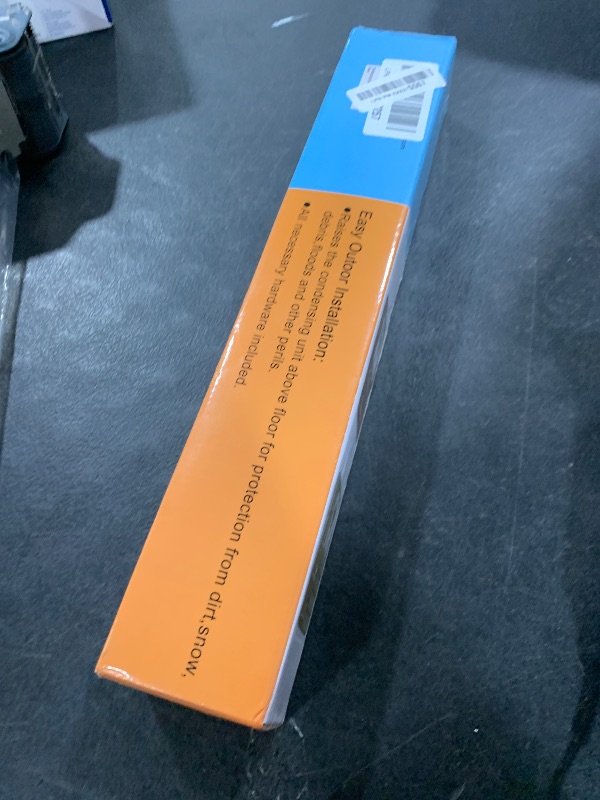 Easy Outoor Installation:
● Raises the condensing unit above floor for protection from dirt,snow,
debris,floods and other perils.
● All necessary hardware included.